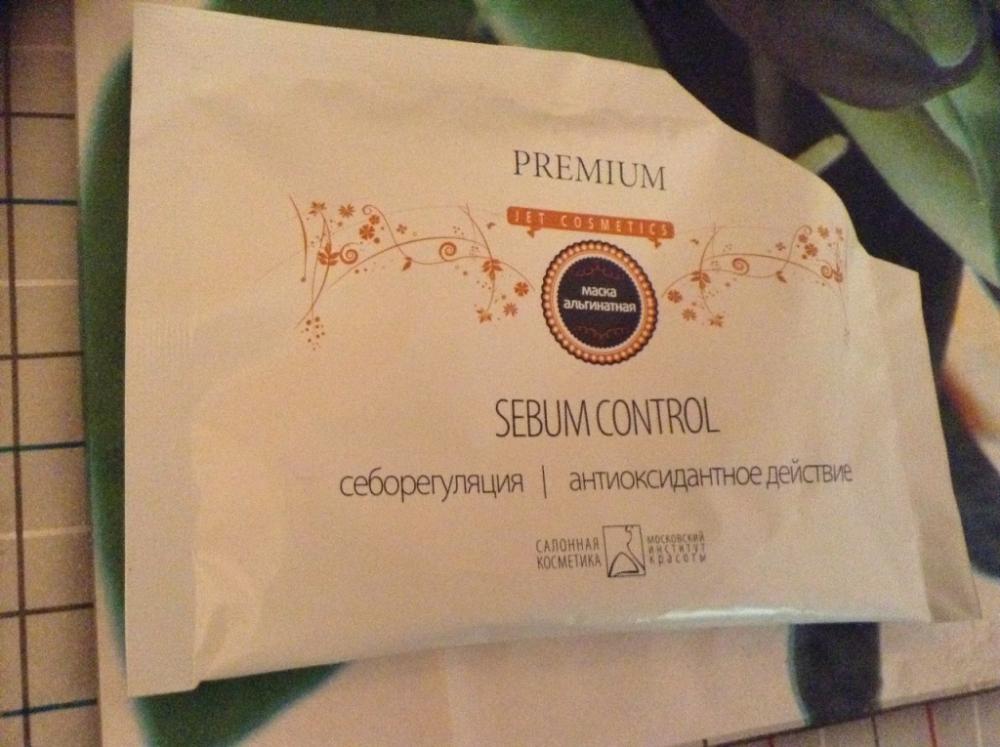 PREMIUM
JET COSMETICS
маска
альгинатная
SEBUM CONTROL
себорегуляция | антиоксидантное действие
САЛОННАЯ
КОСМЕТИКА
МОСКОВСКИЙ
ИНСТИТУТ
красоты